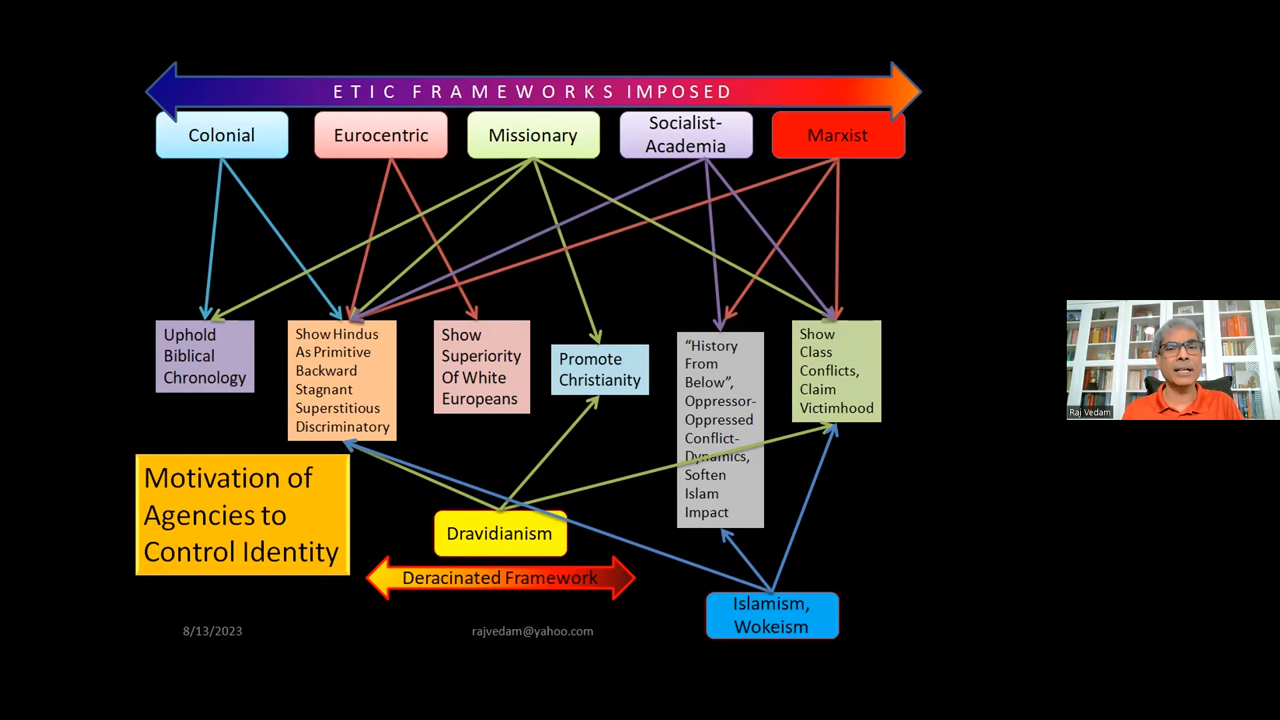 ETIC FRAMEWORKS IMPOSED
Colonial
Eurocentric
Missionary
Socialist-
Academia
Marxist
Uphold
Biblical
Chronology
Show Hindus
As Primitive
Backward
Stagnant
Superstitious
Discriminatory
Show
Superiority
Of White
Europeans
Promote
Christianity
“History
From
Below”,
Oppressor-
Oppressed
Conflict-
Dynamics,
Soften
Islam
Impact
Show
Class
Conflicts,
Claim
Victimhood
Raj Vedam
Motivation of
Agencies to
Control Identity
Dravidianism
Deracinated Framework
Islamism,
Wokeism
8/13/2023
rajvedam@yahoo.com